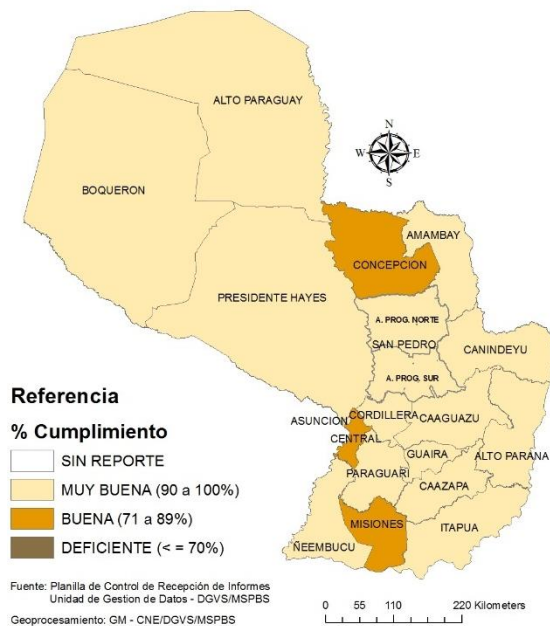 ALTO PARAGUAY
N
W E
S
BOQUERON
AMAMBAY
CONCEPCION
PRESIDENTE HAYES
A. PROG. NORTE
SAN PEDRO
CANINDEYU
A. PROG. SUR
Referencia
ASUNCION
CORDILLERA
CAAGUAZU
% Cumplimiento
CENTRAL
GUAIRA
ALTO PARANA
SIN REPORTE
PARAGUARI
CAAZAPA
MUY BUENA (90 a 100%)
BUENA (71 a 89%)
MISIONES
ITAPUA
DEFICIENTE (< = 70%)
ÑEEMBUCU
Fuente: Planilla de Control de Recepción de Informes
Unidad de Gestion de Datos - DGVS/MSPBS
Geoprocesamiento: GM - CNE/DGVS/MSPBS
0 55 110 220 Kilometers